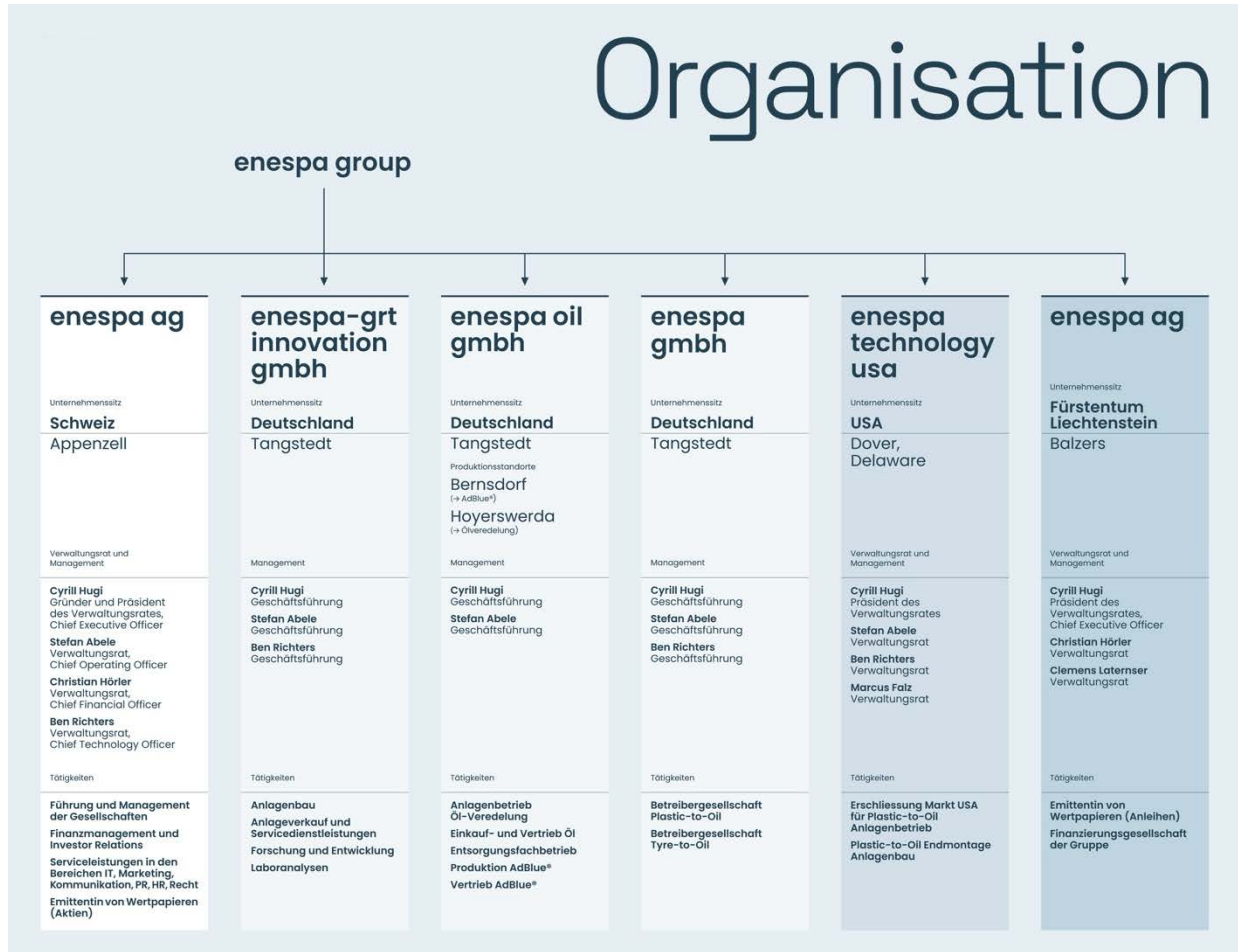 Organisation
enespa group
enespa ag
Unternehmenssitz
Schweiz
Appenzell
Verwaltungsrat und
Management
Cyrill Hugi
Gründer und Präsident
des Verwaltungsrates,
Chief Executive Officer
Stefan Abele
Verwaltungsrat,
Chief Operating Officer
Christian Hörler
Verwaltungsrat,
Chief Financial Officer
Ben Richters
Verwaltungsrat,
Chief Technology Officer
Tätigkeiten
Führung und Management
der Gesellschaften
Finanzmanagement und
Investor Relations
Serviceleistungen in den
Bereichen IT, Marketing,
Kommunikation, PR, HR, Recht
Emittentin von Wertpapieren
(Aktien)
enespa-grt
innovation
gmbh
Unternehmenssitz
Deutschland
Tangstedt
Management
Cyrill Hugi
Geschäftsführung
Stefan Abele
Geschäftsführung
Ben Richters
Geschäftsführung
Tätigkeiten
Anlagenbau
Anlageverkauf und
Servicedienstleistungen
Forschung und Entwicklung
Laboranalysen
enespa oil
gmbh
Unternehmenssitz
Deutschland
Tangstedt
Produktionsstandorte
Bernsdorf
(→ AdBlue®)
Hoyerswerda
(→ Ölveredelung)
Management
Cyrill Hugi
Geschäftsführung
Stefan Abele
Geschäftsführung
Tätigkeiten
Anlagenbetrieb
Öl-Veredelung
Einkauf- und Vertrieb Öl
Entsorgungsfachbetrieb
Produktion AdBlue®
Vertrieb AdBlue®
enespa
gmbh
Unternehmenssitz
Deutschland
Tangstedt
Management
Cyrill Hugi
Geschäftsführung
Stefan Abele
Geschäftsführung
Ben Richters
Geschäftsführung
Tätigkeiten
Betreibergesellschaft
Plastic-to-Oil
Betreibergesellschaft
Tyre-to-Oil
enespa
technology
usa
Unternehmenssitz
USA
Dover,
Delaware
Verwaltungsrat und
Management
Cyrill Hugi
Präsident des
Verwaltungsrates
Stefan Abele
Verwaltungsrat
Ben Richters
Verwaltungsrat
Marcus Falz
Verwaltungsrat
Tätigkeiten
Erschliessung Markt USA
für Plastic-to-Oil
Anlagenbetrieb
Plastic-to-Oil Endmontage
Anlagenbau
enespa ag
Unternehmenssitz
Fürstentum
Liechtenstein
Balzers
Verwaltungsrat und
Management
Cyrill Hugi
Präsident des
Verwaltungsrates,
Chief Executive Officer
Christian Hörler
Verwaltungsrat
Clemens Laternser
Verwaltungsrat
Tätigkeiten
Emittentin von
Wertpapieren (Anleihen)
Finanzierungsgesellschaft
der Gruppe